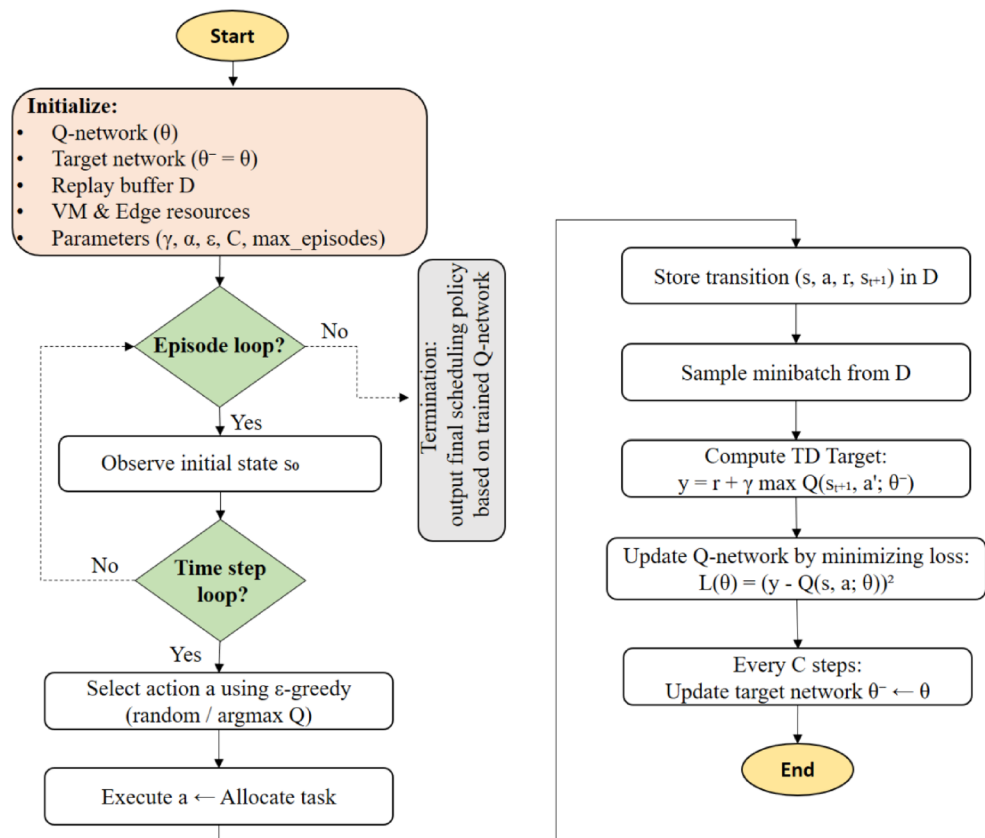 Start
Initialize:
• Q-network (θ)
• Target network (θ⁻ = θ)
• Replay buffer D
• VM & Edge resources
• Parameters (γ, α, ε, C, max_episodes)
Episode loop?
No
Yes
Termination:
output final scheduling policy
based on trained Q-network
Observe initial state s₀
Time step
loop?
No
Yes
Select action a using ε-greedy
(random / argmax Q)
Execute a ← Allocate task
Store transition (s, a, r, sₜ₊₁) in D
Sample minibatch from D
Compute TD Target:
y = r + γ max Q(sₜ₊₁, a'; θ⁻)
Update Q-network by minimizing loss:
L(θ) = (y - Q(s, a; θ))²
Every C steps:
Update target network θ⁻ ← θ
End